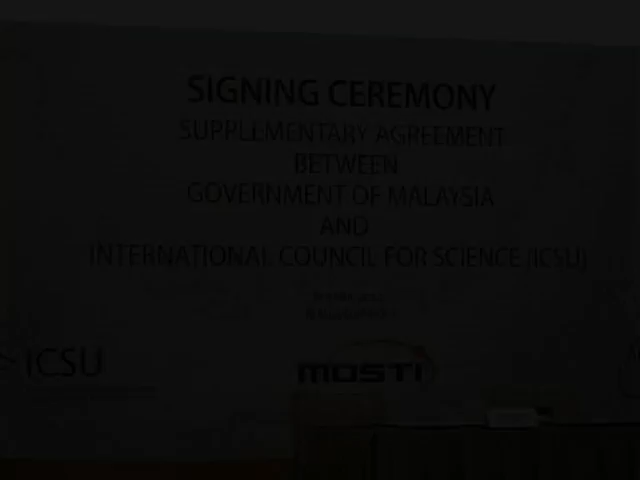 SIGNING CEREMONY
SUPPLEMENTARY AGREEMENT
BETWEEN
GOVERNMENT OF MALAYSIA
AND
INTERNATIONAL COUNCIL FOR SCIENCE (ICSU)
ICSU
MOSTI